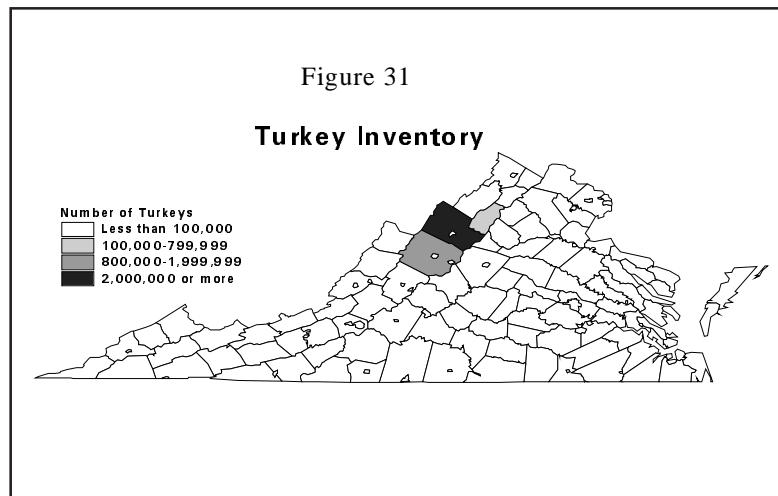 Figure 31
Turkey Inventory
Number of Turkeys
Less than 100,000
100,000-799,999
800,000-1,999,999
2,000,000 or more